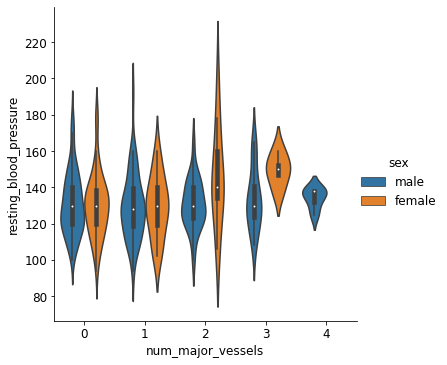 220
200
180
160
140
120
100
80
resting_blood_pressure
0 1 2 3 4
num_major_vessels
sex
male
female